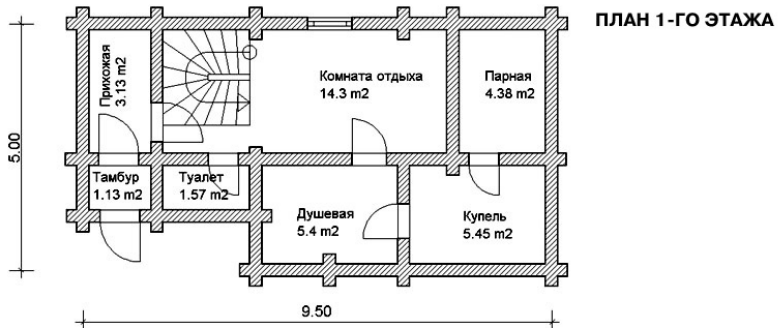 ПЛАН 1-ГО ЭТАЖА
Прихожая
3.13 m2
Комната отдыха
14.3 m2
Парная
4.38 m2
5.00
Тамбур
1.13 m2
Туалет
1.57 m2
Душевая
5.4 m2
Купель
5.45 m2
9.50